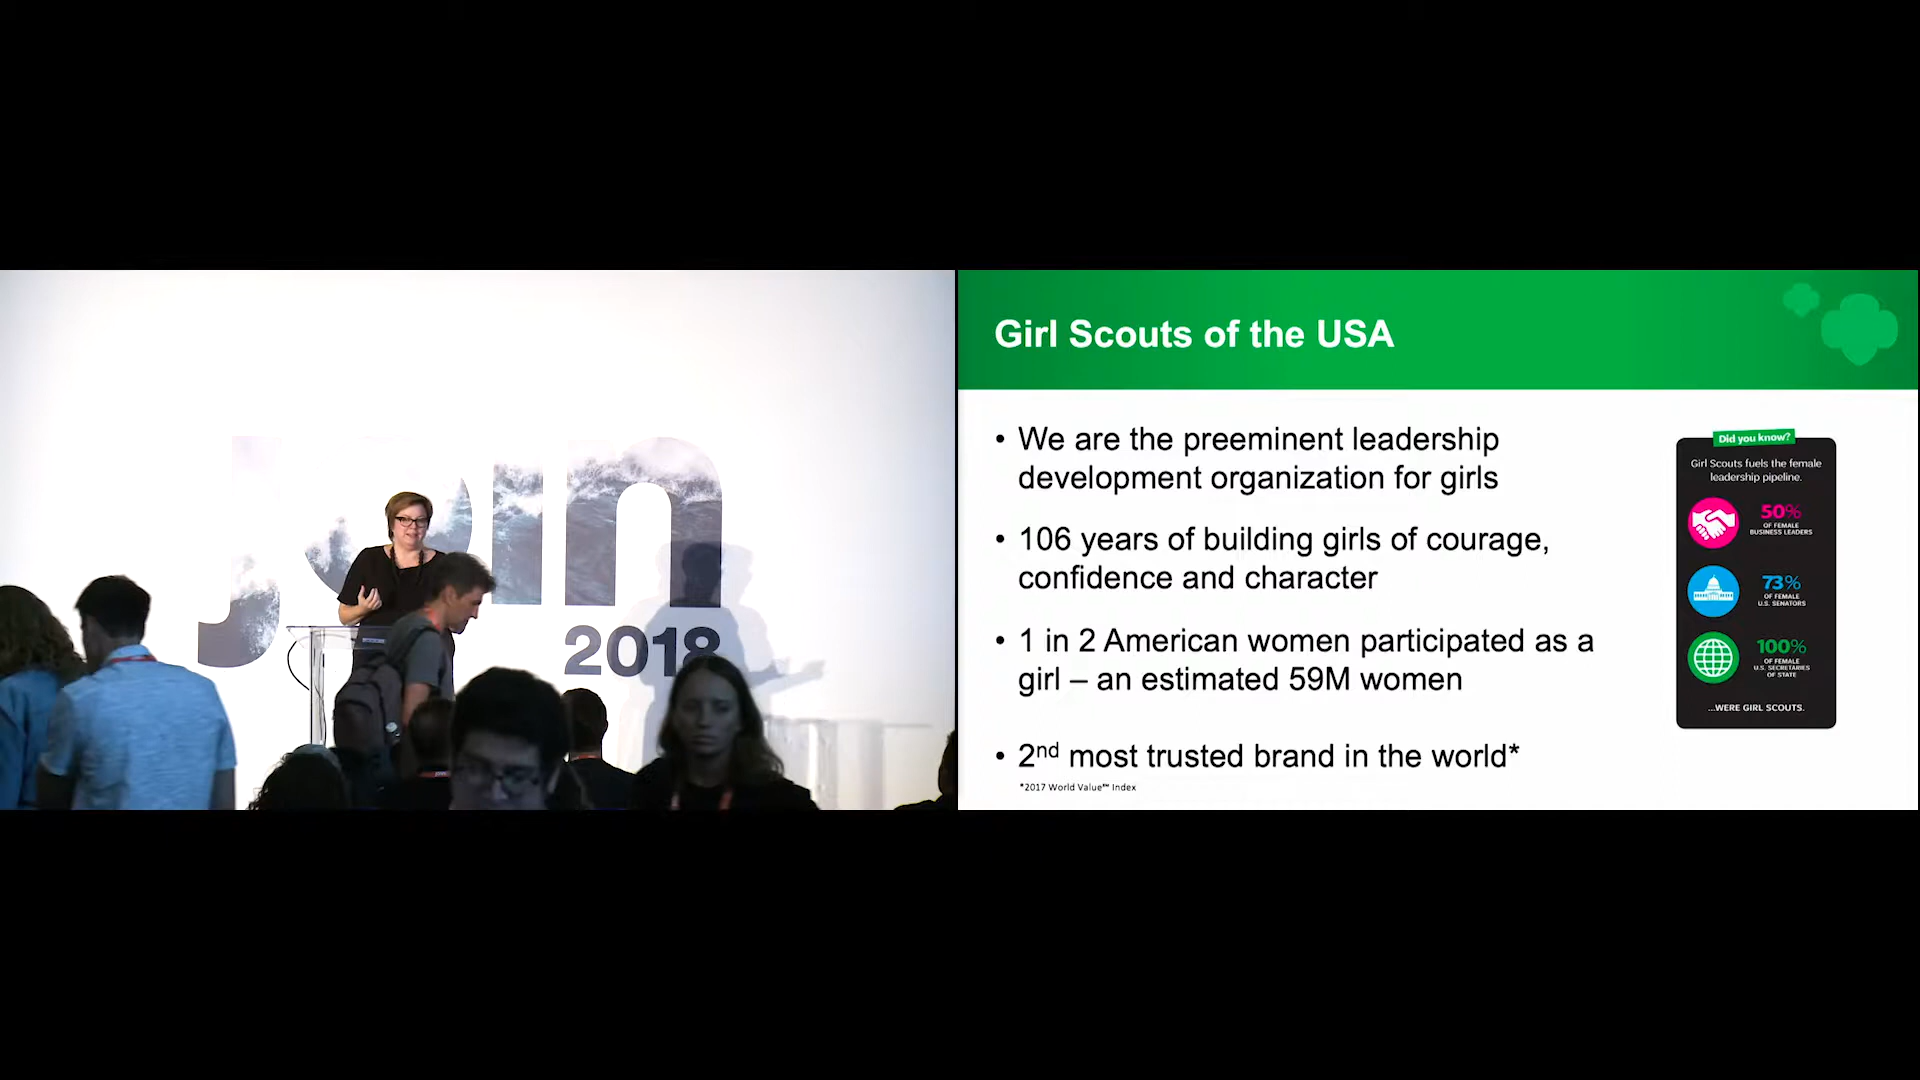 join
2018
Girl Scouts of the USA
• We are the preeminent leadership
development organization for girls
• 106 years of building girls of courage,
confidence and character
• 1 in 2 American women participated as a
girl – an estimated 59M women
• 2nd most trusted brand in the world*
*2017 World Value™ Index
Did you know?
Girl Scouts fuels the female
leadership pipeline.
50%
OF FEMALE
BUSINESS LEADERS
73%
OF FEMALE
U.S. SENATORS
100%
OF FEMALE
U.S. SECRETARIES
OF STATE
...WERE GIRL SCOUTS.